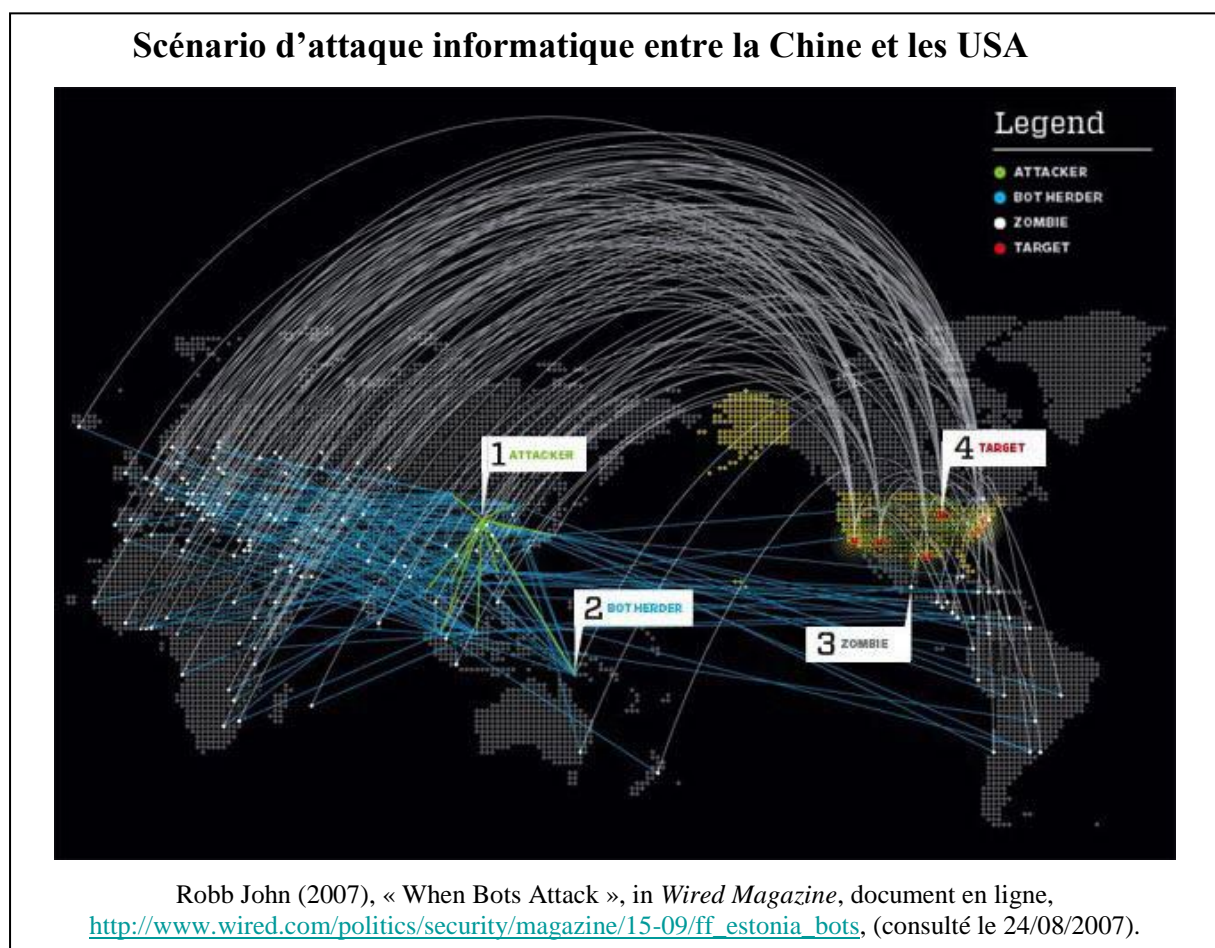 Scénario d’attaque informatique entre la Chine et les USA
Legend
ATTACKER
BOT HERDER
ZOMBIE
TARGET
1 ATTACKER
4 TARGET
2 BOT HERDER
3 ZOMBIE
Robb John (2007), « When Bots Attack », in Wired Magazine, document en ligne,
http://www.wired.com/politics/security/magazine/15-09/ff_estonia_bots, (consulté le 24/08/2007).